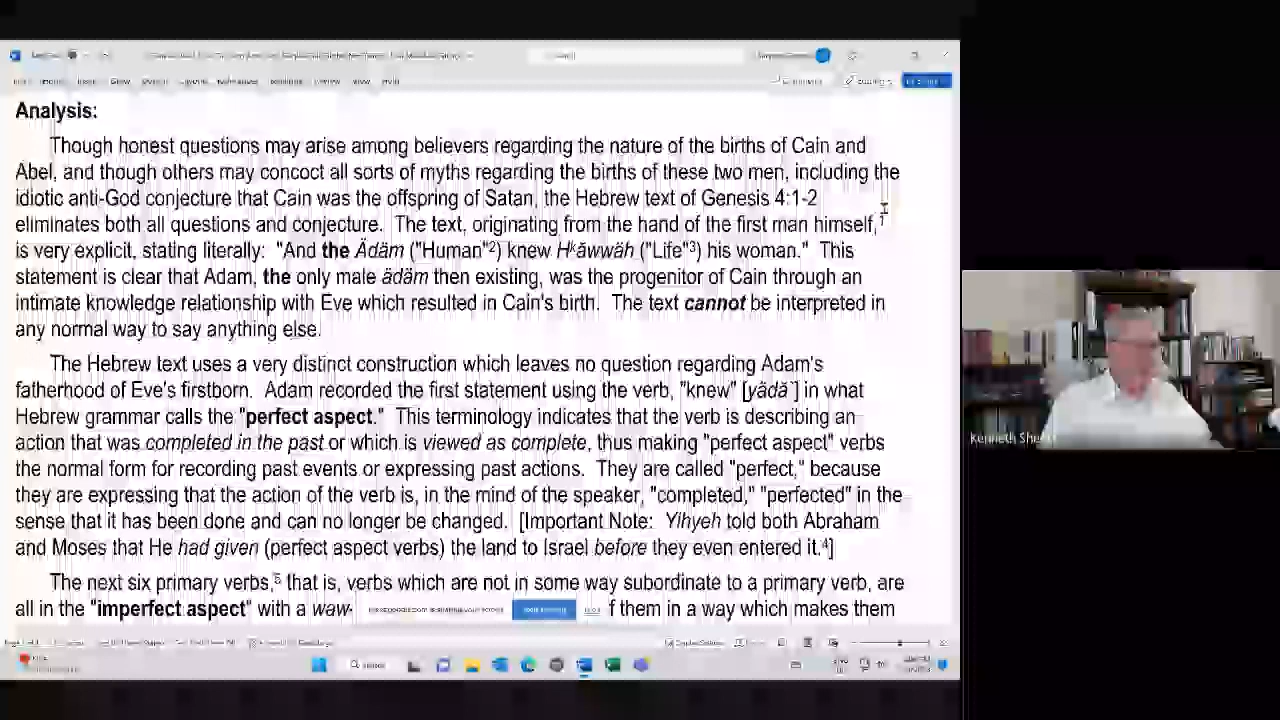 Analysis:
Though honest questions may arise among believers regarding the nature of the births of Cain and
Abel, and though others may concoct all sorts of myths regarding the births of these two men, including the
idiotic anti-God conjecture that Cain was the offspring of Satan, the Hebrew text of Genesis 4:1-2
eliminates both all questions and conjecture. The text, originating from the hand of the first man himself,1
is very explicit, stating literally: "And the Ädäm ("Human"2) knew Hᵏăwwäh ("Life"3) his woman." This
statement is clear that Adam, the only male ädäm then existing, was the progenitor of Cain through an
intimate knowledge relationship with Eve which resulted in Cain's birth. The text cannot be interpreted in
any normal way to say anything else.
The Hebrew text uses a very distinct construction which leaves no question regarding Adam's
fatherhood of Eve's firstborn. Adam recorded the first statement using the verb, "knew" [yädäˋ] in what
Hebrew grammar calls the "perfect aspect." This terminology indicates that the verb is describing an
action that was completed in the past or which is viewed as complete, thus making "perfect aspect" verbs
the normal form for recording past events or expressing past actions. They are called "perfect," because
they are expressing that the action of the verb is, in the mind of the speaker, "completed," "perfected" in the
sense that it has been done and can no longer be changed. [Important Note: Yihyeh told both Abraham
and Moses that He had given (perfect aspect verbs) the land to Israel before they even entered it.4]
The next six primary verbs,5 that is, verbs which are not in some way subordinate to a primary verb, are
all in the "imperfect aspect" with a waw- f them in a way which makes them
Kenneth